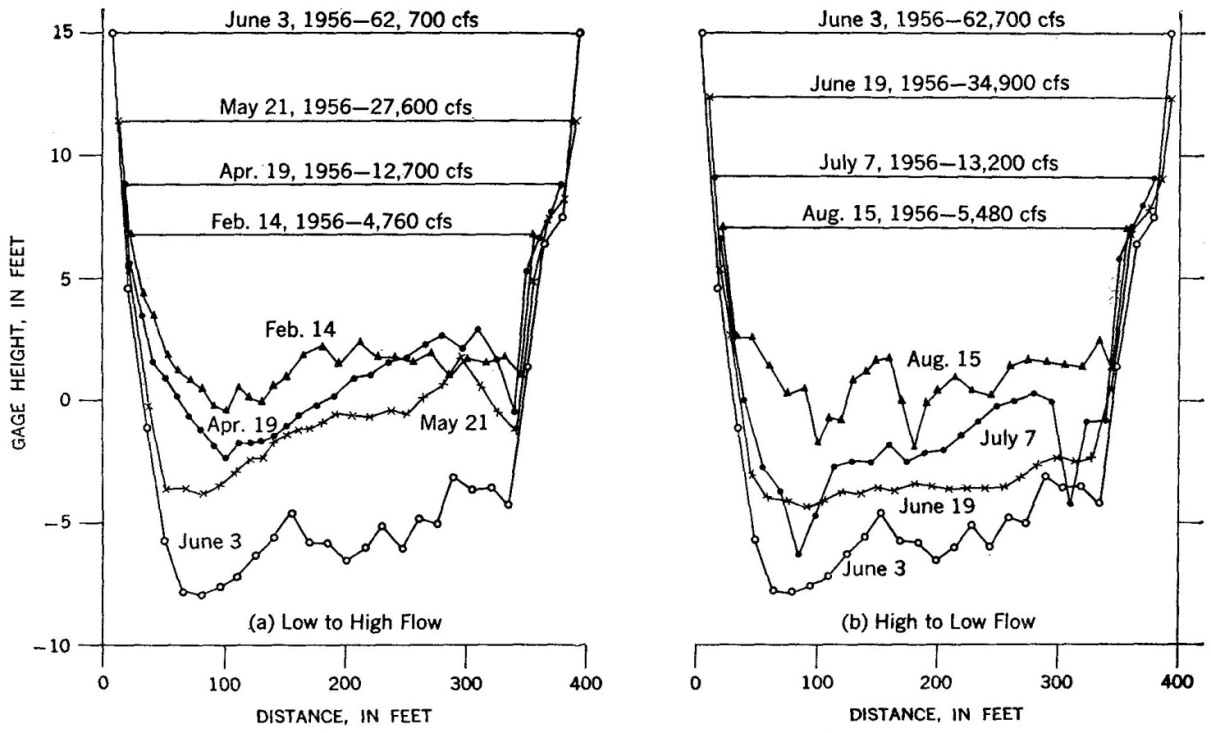 June 3, 1956—62, 700 cfs
May 21, 1956—27,600 cfs
Apr. 19, 1956—12,700 cfs
Feb. 14, 1956—4,760 cfs
Feb. 14
Apr. 19
May 21
June 3
(a) Low to High Flow
15
10
5
0
−5
−10
GAGE HEIGHT, IN FEET
0 100 200 300 400
DISTANCE, IN FEET
June 3, 1956—62,700 cfs
June 19, 1956—34,900 cfs
July 7, 1956—13,200 cfs
Aug. 15, 1956—5,480 cfs
Aug. 15
July 7
June 19
June 3
(b) High to Low Flow
0 100 200 300 400
DISTANCE, IN FEET